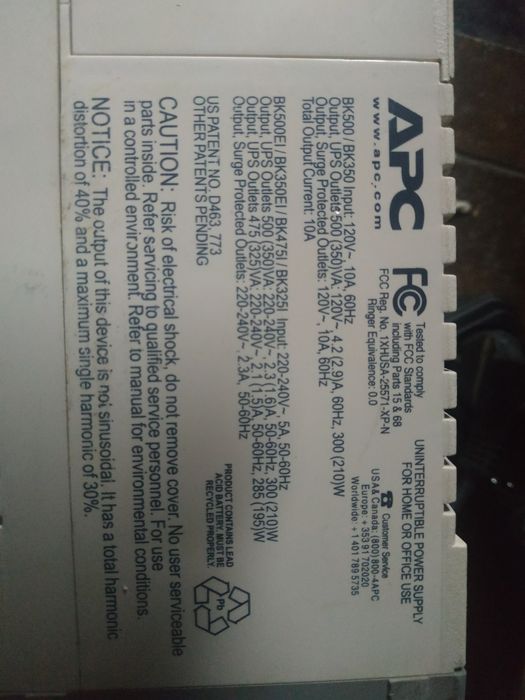 APC
www.apc.com
FC
Tested to comply
with FCC Standards
including Parts 15 & 68
FCC Reg. No. 1XHUSA-25571-XP-N
Ringer Equivalence: 0.0
UNINTERRUPTIBLE POWER SUPPLY
FOR HOME OR OFFICE USE
Customer Service
USA & Canada: (800) 800-4APC
Europe: + 353 91 702020
Worldwide: + 1 401 789 5735
BK500 / BK350 Input: 120V~, 10A, 60Hz
Output, UPS Outlets 500 (350)VA: 120V~, 4.2 (2.9)A, 60Hz, 300 (210)W
Output, Surge Protected Outlets: 120V~, 10A, 60Hz
Total Output Current: 10A
BK500EI / BK350EI / BK475I / BK325I Input: 220-240V~, 5A, 50-60Hz
Output, UPS Outlets 500 (350)VA: 220-240V~, 2.3 (1.6)A, 50-60Hz, 300 (210)W
Output, UPS Outlets 475 (325)VA: 220-240V~, 2.1 (1.5)A, 50-60Hz, 285 (195)W
Output, Surge Protected Outlets: 220-240V~, 2.3A, 50-60Hz
US PATENT NO. D463,773
OTHER PATENTS PENDING
PRODUCT CONTAINS LEAD
ACID BATTERY. MUST BE
RECYCLED PROPERLY.
Pb
CAUTION: Risk of electrical shock, do not remove cover. No user serviceable
parts inside. Refer servicing to qualified service personnel. For use
in a controlled environment. Refer to manual for environmental conditions.
NOTICE: The output of this device is not sinusoidal. It has a total harmonic
distortion of 40% and a maximum single harmonic of 30%.